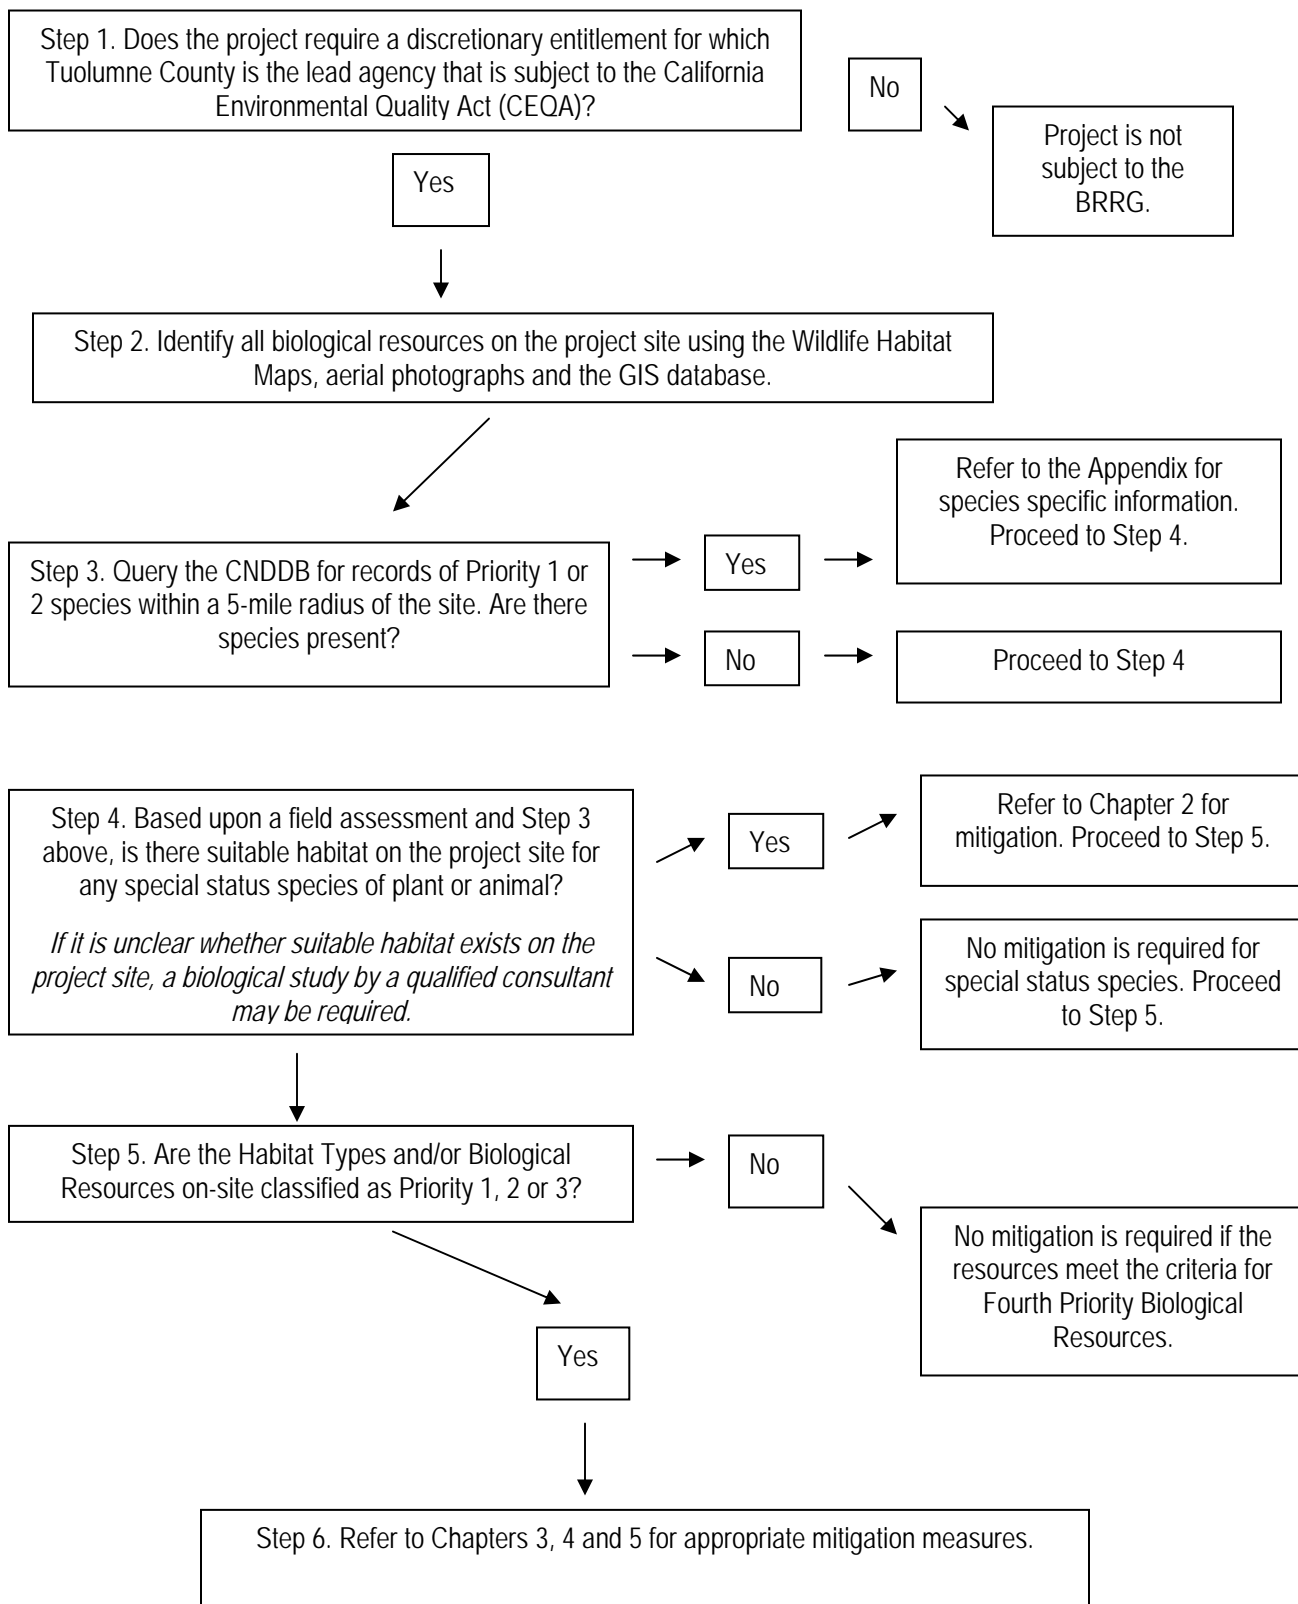 Step 1. Does the project require a discretionary entitlement for which
Tuolumne County is the lead agency that is subject to the California
Environmental Quality Act (CEQA)?
No
Project is not
subject to the
BRRG.
Yes
Step 2. Identify all biological resources on the project site using the Wildlife Habitat
Maps, aerial photographs and the GIS database.
Step 3. Query the CNDDB for records of Priority 1 or
2 species within a 5-mile radius of the site. Are there
species present?
Yes
Refer to the Appendix for
species specific information.
Proceed to Step 4.
No
Proceed to Step 4
Step 4. Based upon a field assessment and Step 3
above, is there suitable habitat on the project site for
any special status species of plant or animal?
If it is unclear whether suitable habitat exists on the
project site, a biological study by a qualified consultant
may be required.
Yes
Refer to Chapter 2 for
mitigation. Proceed to Step 5.
No
No mitigation is required for
special status species. Proceed
to Step 5.
Step 5. Are the Habitat Types and/or Biological
Resources on-site classified as Priority 1, 2 or 3?
No
No mitigation is required if the
resources meet the criteria for
Fourth Priority Biological
Resources.
Yes
Step 6. Refer to Chapters 3, 4 and 5 for appropriate mitigation measures.